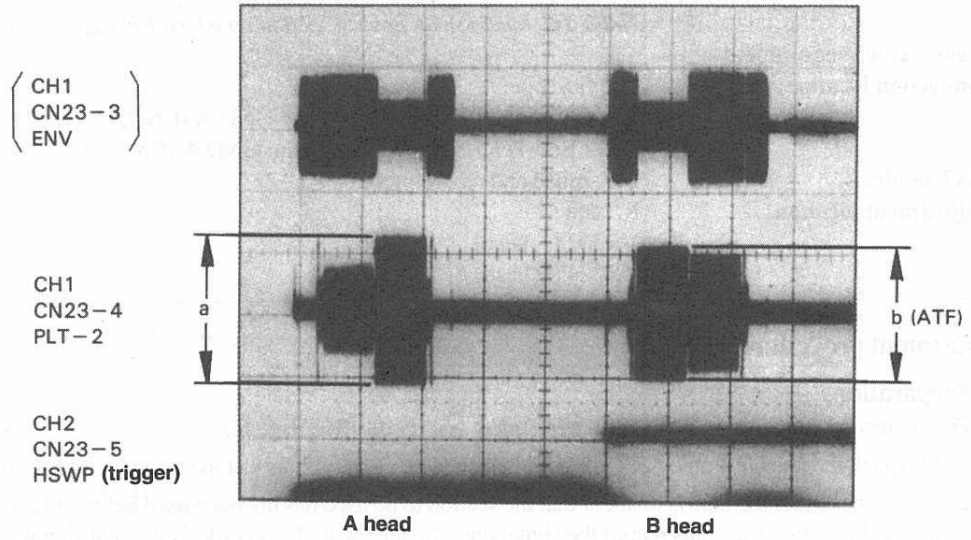 CH1
CN23-3
ENV
a
CH1
CN23-4
PLT-2
b (ATF)
CH2
CN23-5
HSWP (trigger)
A head
B head